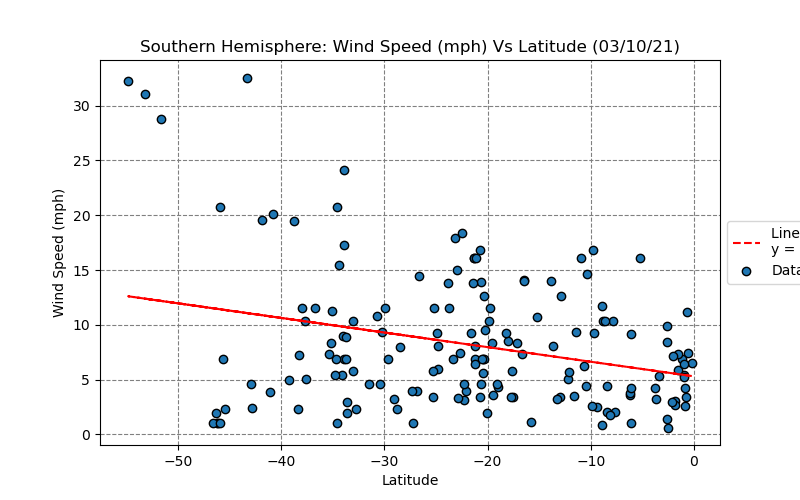 Southern Hemisphere: Wind Speed (mph) Vs Latitude (03/10/21)
Wind Speed (mph)
30
25
20
15
10
5
0
−50
−40
−30
−20
−10
0
Latitude
Line
y =
Data